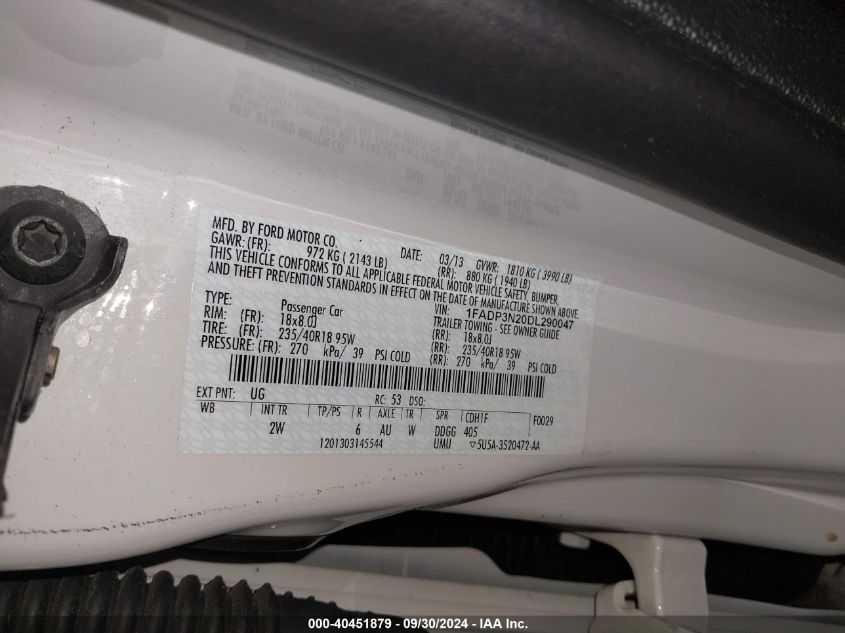 MFD. BY FORD MOTOR CO. DATE: 03/13 GVWR: 1810 KG ( 3990 LB)
GAWR: (FR): 972 KG ( 2143 LB) (RR): 880 KG ( 1940 LB)
THIS VEHICLE CONFORMS TO ALL APPLICABLE FEDERAL MOTOR VEHICLE SAFETY, BUMPER,
AND THEFT PREVENTION STANDARDS IN EFFECT ON THE DATE OF MANUFACTURE SHOWN ABOVE.
VIN: 1FADP3N20DL290047
TYPE: Passenger Car TRAILER TOWING - SEE OWNER GUIDE
RIM: (FR): 18x8.0J (RR): 18x8.0J
TIRE: (FR): 235/40R18 95W (RR): 235/40R18 95W
PRESSURE: (FR): 270 kPa/ 39 PSI COLD (RR): 270 kPa/ 39 PSI COLD
EXT PNT: UG RC: 53 DSO:
WB INT TR TP/PS R AXLE TR SPR CDH1F F0029
2W 6 AU W DDGG 405
1201303145544 UMU 5U5A-3520472-AA
000-40451879 - 09/30/2024 - IAAI Inc.